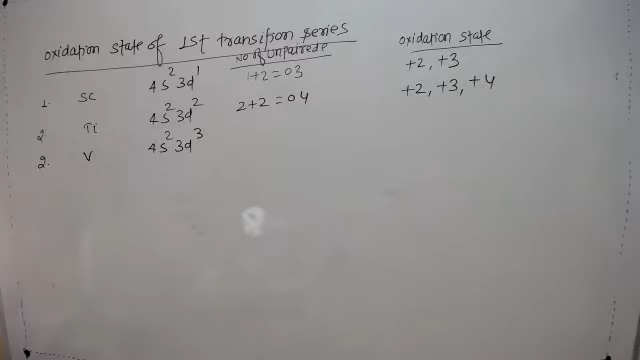 oxidation state of 1st transition series
No of unpaired e oxidation state
1. Sc 4s² 3d¹ 1+2=03 +2, +3
2. Ti 4s² 3d² 2+2=04 +2, +3, +4
2. V 4s² 3d³